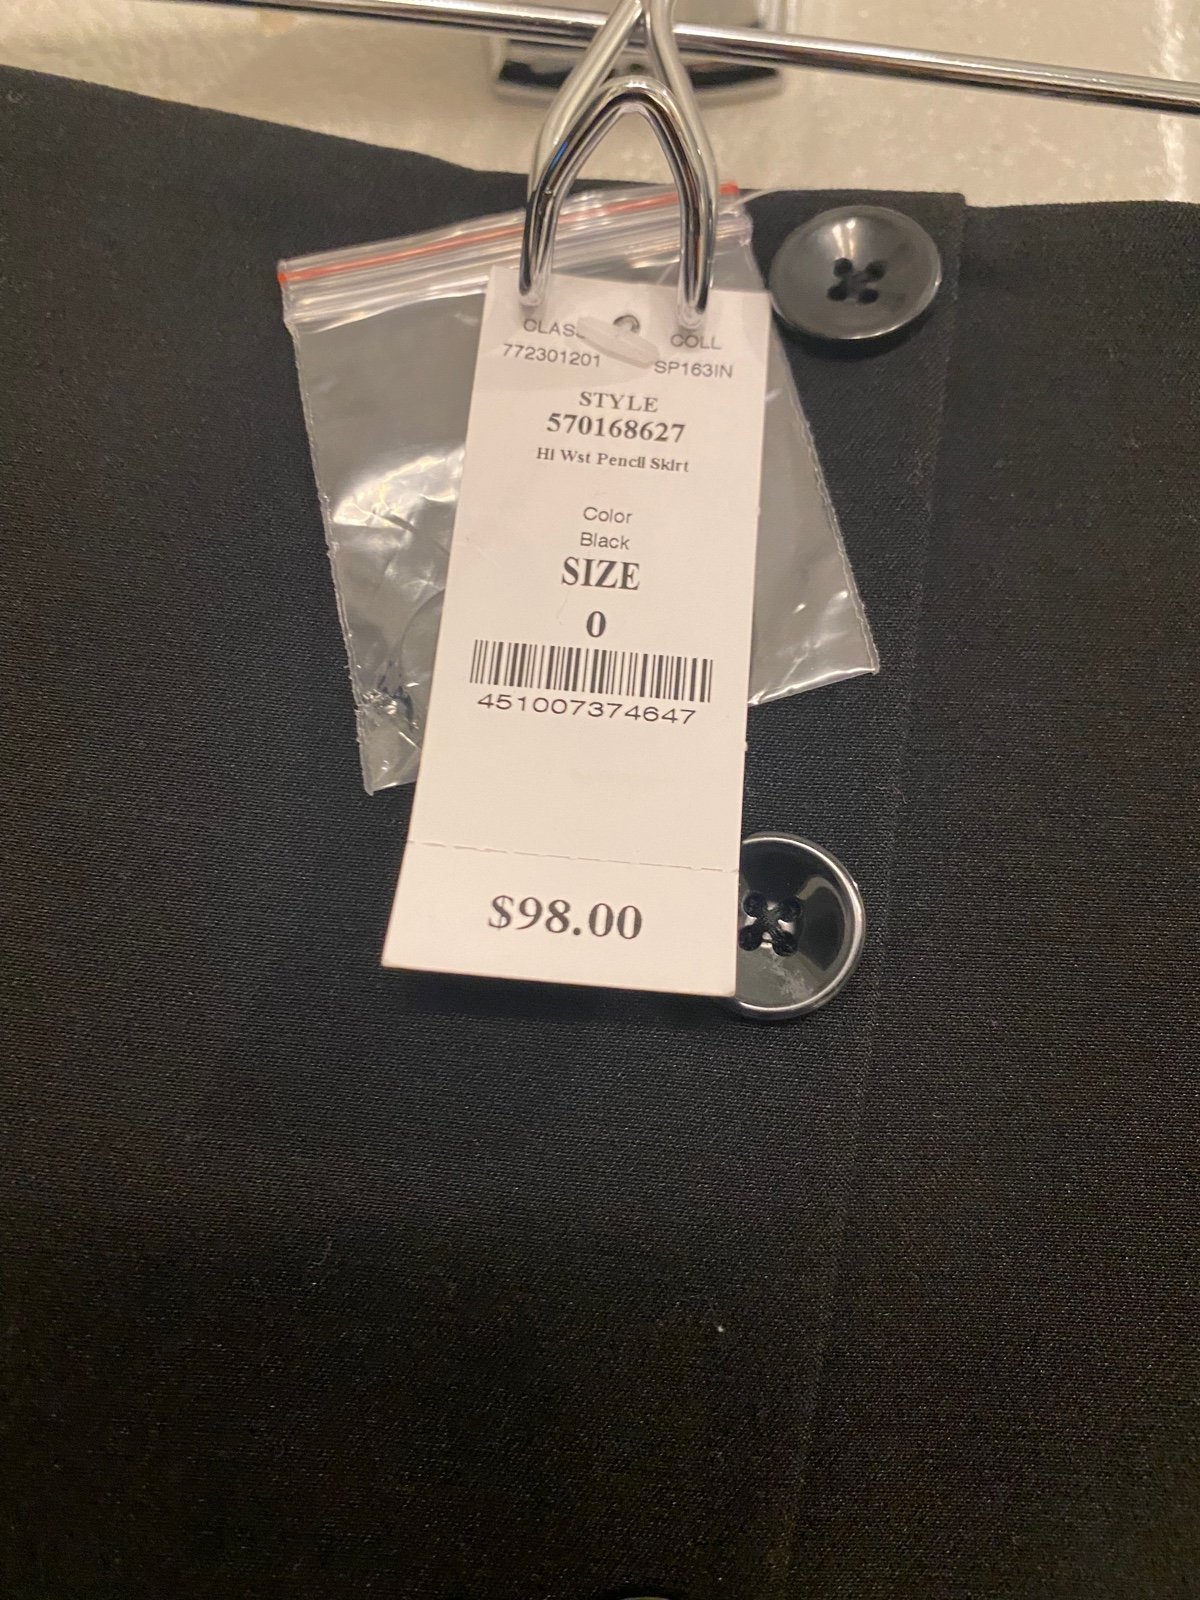 CLASS COLL
772301201 SP163IN
STYLE
570168627
Hi Wst Pencil Skirt
Color
Black
SIZE
0
451007374647
$98.00